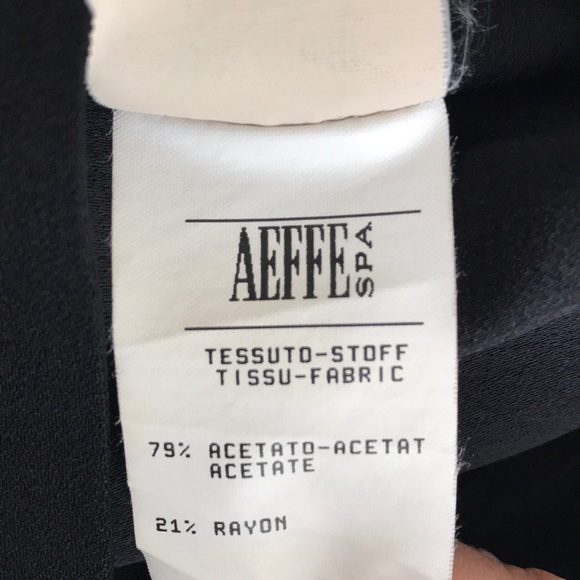 AEFFE SPA
TESSUTO-STOFF
TISSU-FABRIC
79% ACETATO-ACETAT
ACETATE
21% RAYON